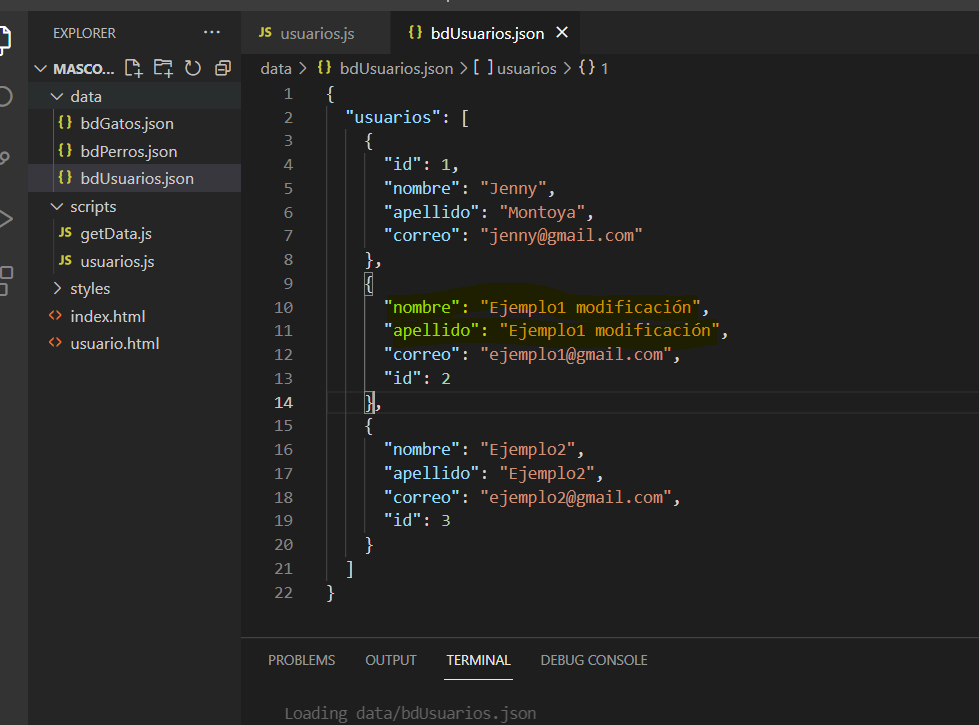 EXPLORER ...
MASCO...
data
bdGatos.json
bdPerros.json
bdUsuarios.json
scripts
JS getData.js
JS usuarios.js
styles
index.html
usuario.html
JS usuarios.js {} bdUsuarios.json
data > {} bdUsuarios.json > [ ] usuarios > {} 1
1 {
2 "usuarios": [
3 {
4 "id": 1,
5 "nombre": "Jenny",
6 "apellido": "Montoya",
7 "correo": "jenny@gmail.com"
8 },
9 {
10 "nombre": "Ejemplo1 modificación",
11 "apellido": "Ejemplo1 modificación",
12 "correo": "ejemplo1@gmail.com",
13 "id": 2
14 },
15 {
16 "nombre": "Ejemplo2",
17 "apellido": "Ejemplo2",
18 "correo": "ejemplo2@gmail.com",
19 "id": 3
20 }
21 ]
22 }
PROBLEMS OUTPUT TERMINAL DEBUG CONSOLE
Loading data/bdUsuarios.json